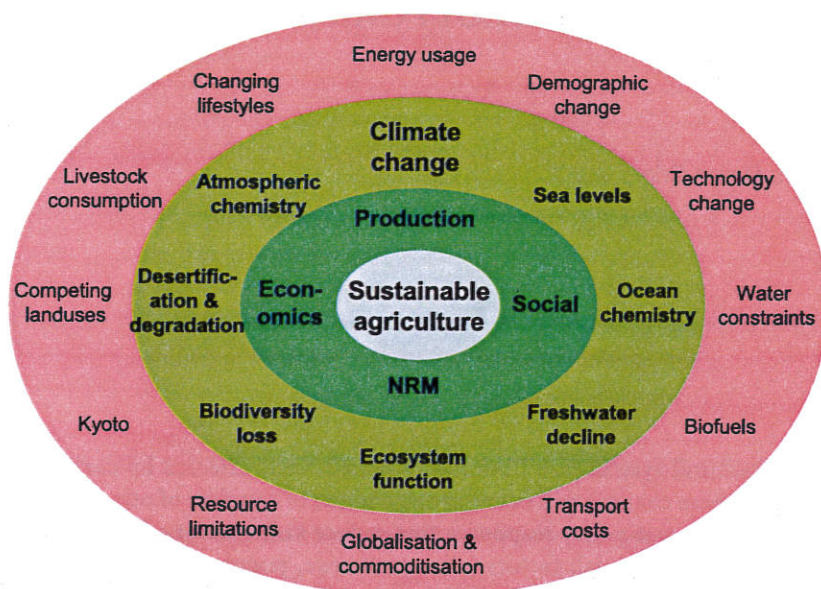 Energy usage
Changing
lifestyles
Demographic
change
Climate
change
Livestock
consumption
Atmospheric
chemistry
Sea levels
Technology
change
Production
Competing
landuses
Desertific-
ation &
degradation
Econ-
omics
Sustainable
agriculture
Social
Ocean
chemistry
Water
constraints
NRM
Kyoto
Biodiversity
loss
Freshwater
decline
Biofuels
Ecosystem
function
Resource
limitations
Transport
costs
Globalisation &
commoditisation